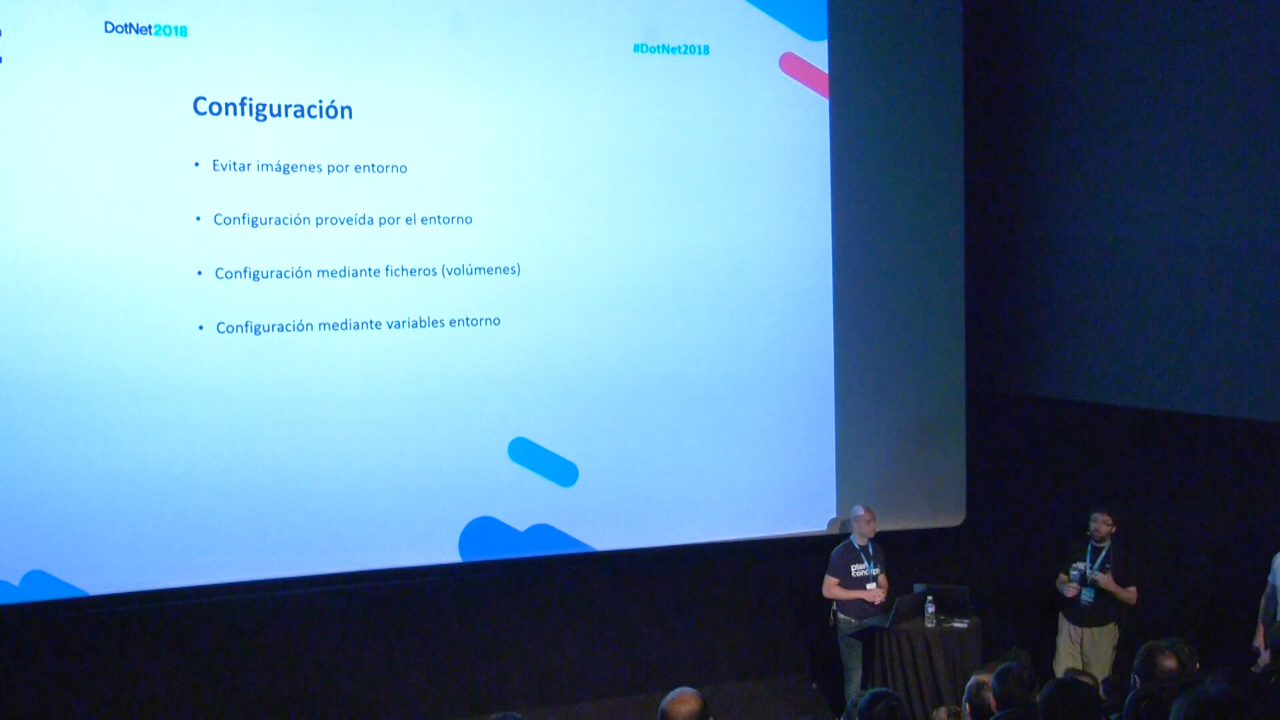 DotNet2018
#DotNet2018
Configuración
• Evitar imágenes por entorno
• Configuración proveída por el entorno
• Configuración mediante ficheros (volúmenes)
• Configuración mediante variables entorno